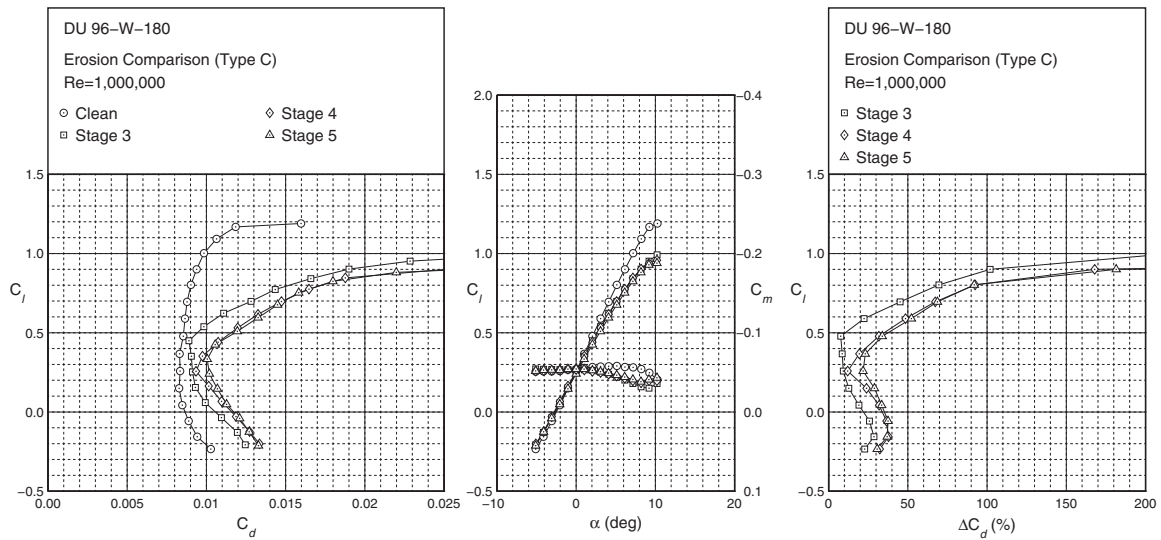 DU 96−W−180
Erosion Comparison (Type C)
Re=1,000,000
Clean
Stage 3
Stage 4
Stage 5
1.5
1.0
C_l
0.5
0.0
−0.5
0.000 0.005 0.010 0.015 0.020 0.025
C_d
2.0
1.5
1.0
C_l
0.5
0.0
−10 0 10 20
α (deg)
−0.4
−0.3
−0.2
C_m
−0.1
0.0
0.1
DU 96−W−180
Erosion Comparison (Type C)
Re=1,000,000
Stage 3
Stage 4
Stage 5
1.5
1.0
C_l
0.5
0.0
−0.5
0 50 100 150 200
ΔC_d (%)